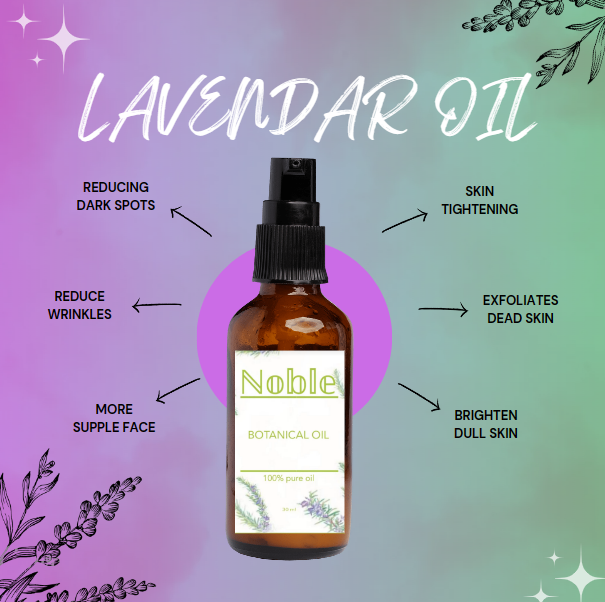 LAVENDAR OIL
REDUCING
DARK SPOTS
SKIN
TIGHTENING
REDUCE
WRINKLES
EXFOLIATES
DEAD SKIN
MORE
SUPPLE FACE
BRIGHTEN
DULL SKIN
Noble
BOTANICAL OIL
100% pure oil